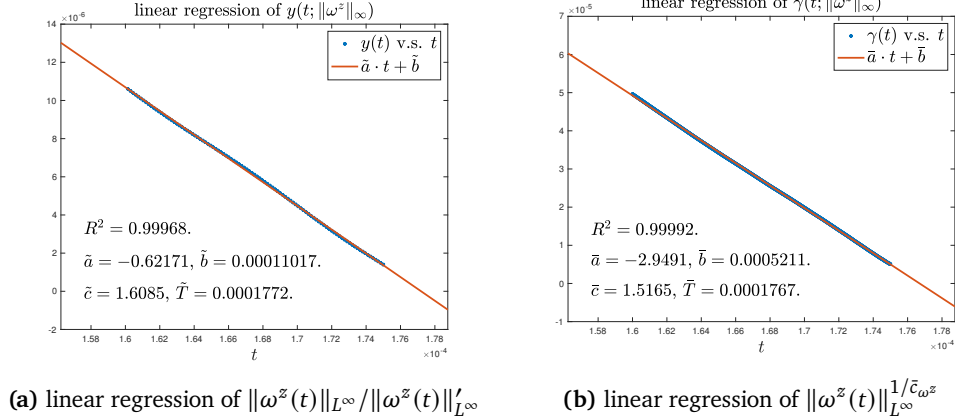 linear regression of y(t; ‖ω^z‖_∞)
×10^-6
14
12
10
8
6
4
2
0
-2
y(t) v.s. t
ã · t + b̃
R² = 0.99968.
ã = −0.62171, b̃ = 0.00011017.
c̃ = 1.6085, T̃ = 0.0001772.
1.58 1.6 1.62 1.64 1.66 1.68 1.7 1.72 1.74 1.76 1.78
t
×10^-4
(a) linear regression of ‖ω^z(t)‖_{L^∞}/‖ω^z(t)‖'_{L^∞}
linear regression of γ(t; ‖ω^z‖_∞)
×10^-5
7
6
5
4
3
2
1
0
-1
γ(t) v.s. t
ā · t + b̄
R² = 0.99992.
ā = −2.9491, b̄ = 0.0005211.
c̄ = 1.5165, T̄ = 0.0001767.
1.58 1.6 1.62 1.64 1.66 1.68 1.7 1.72 1.74 1.76 1.78
t
×10^-4
(b) linear regression of ‖ω^z(t)‖_{L^∞}^{1/c̄_{ω^z}}